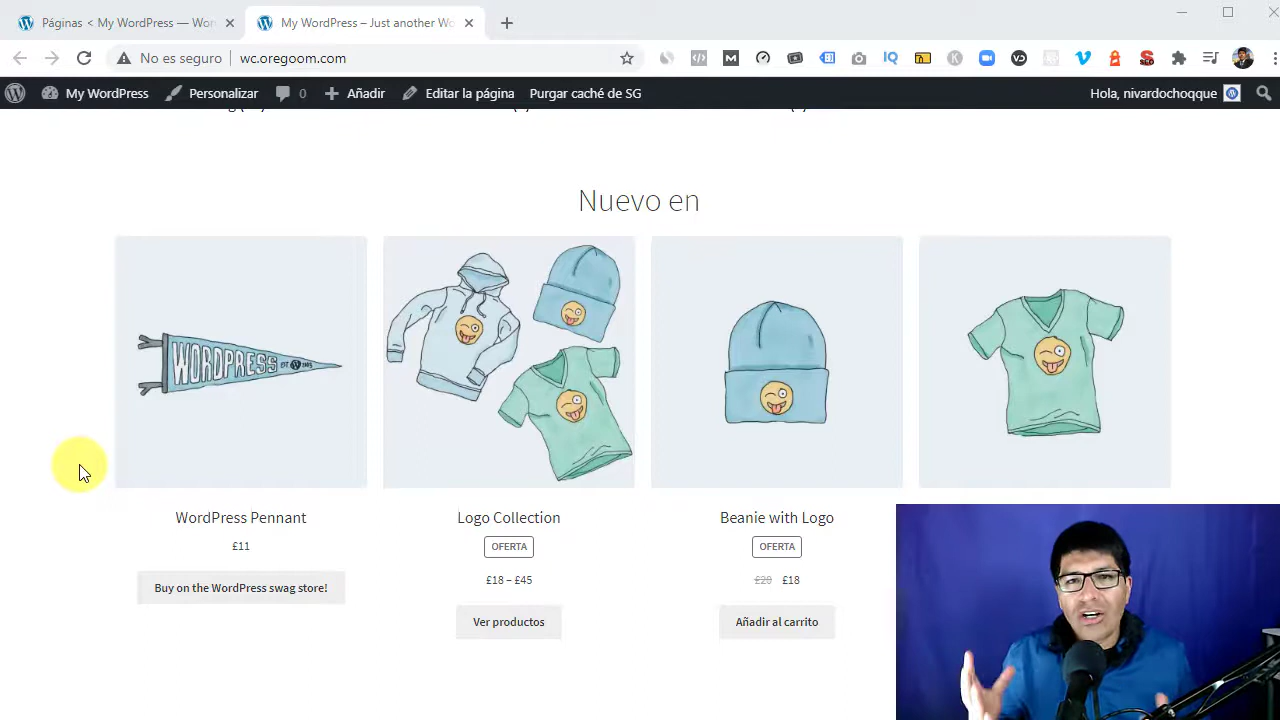 Páginas < My WordPress — Wor
My WordPress – Just another Wo
No es seguro
wc.oregoom.com
My WordPress
Personalizar
0
Añadir
Editar la página
Purgar caché de SG
Hola, nivardochoqque
Nuevo en
WORDPRESS
WordPress Pennant
£11
Buy on the WordPress swag store!
Logo Collection
OFERTA
£18 – £45
Ver productos
Beanie with Logo
OFERTA
£20 £18
Añadir al carrito